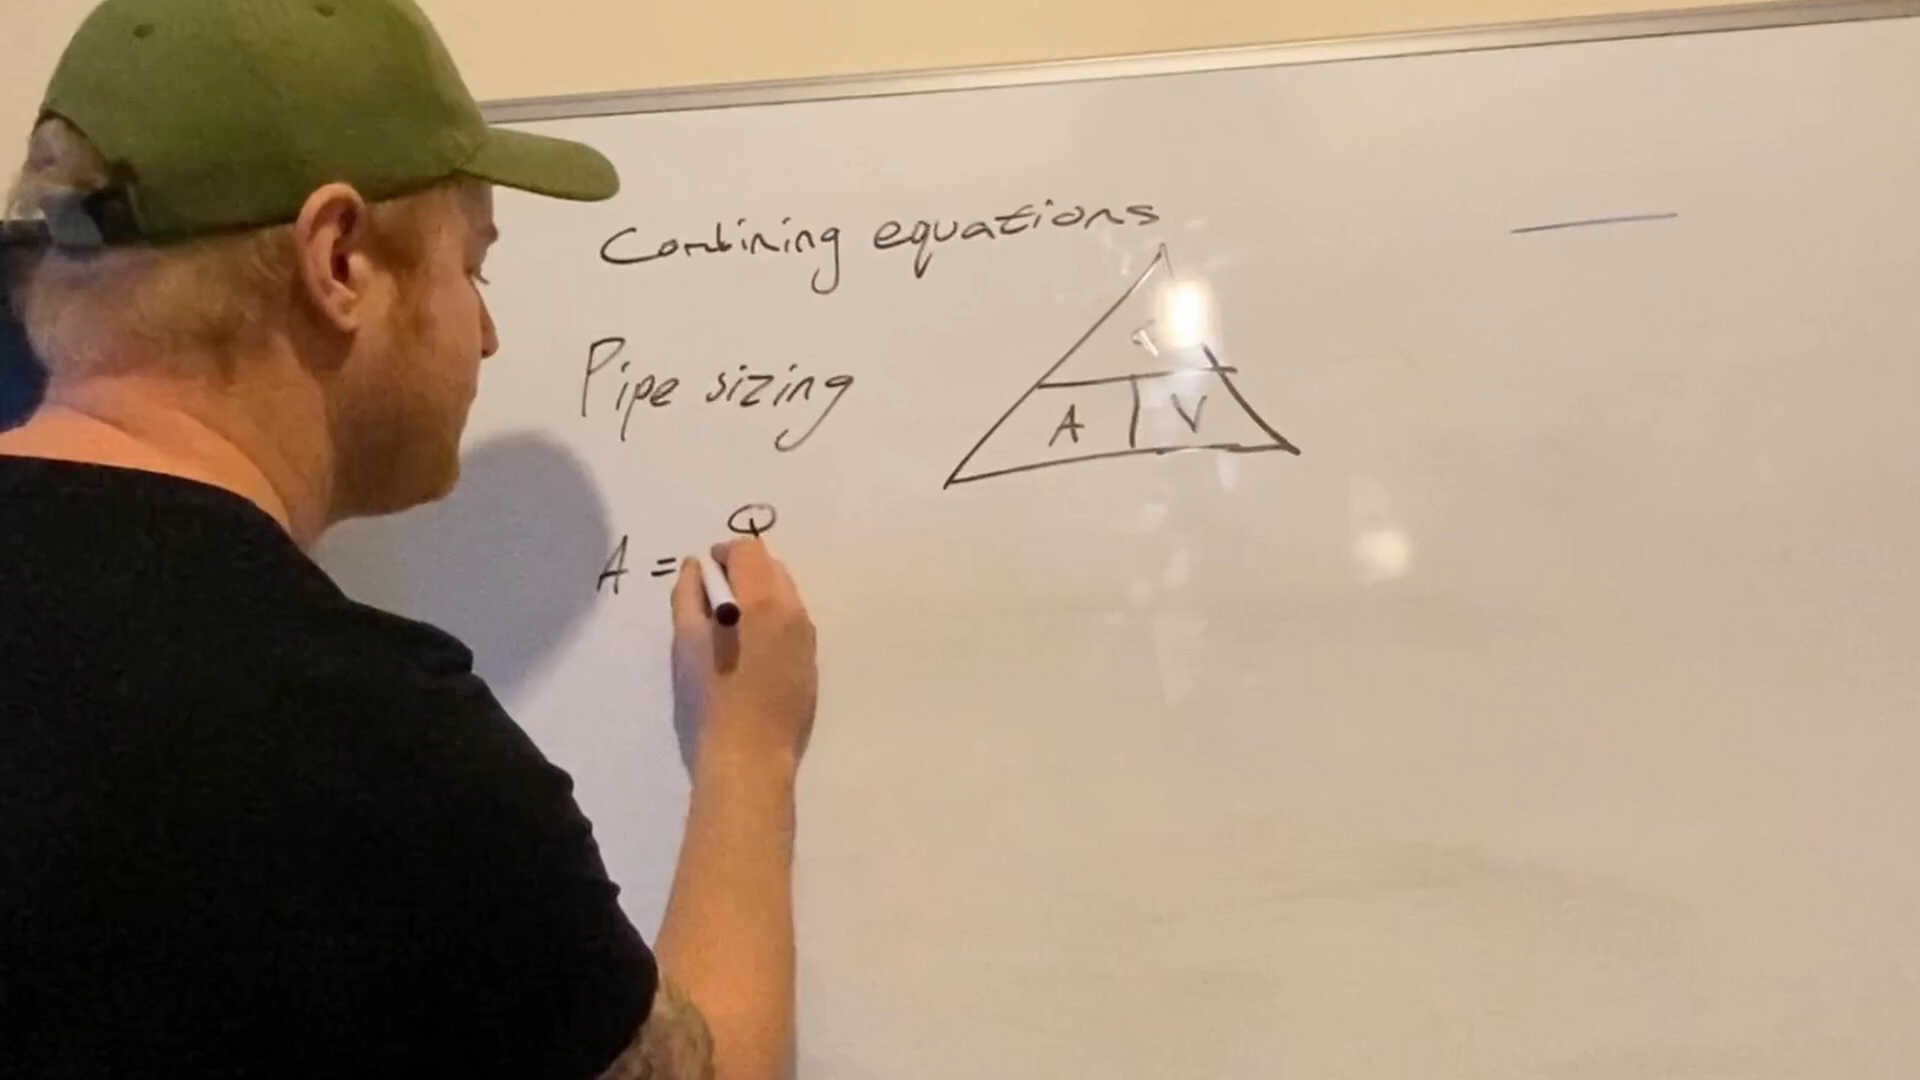 Combining equations
Pipe sizing
A V
A = Q